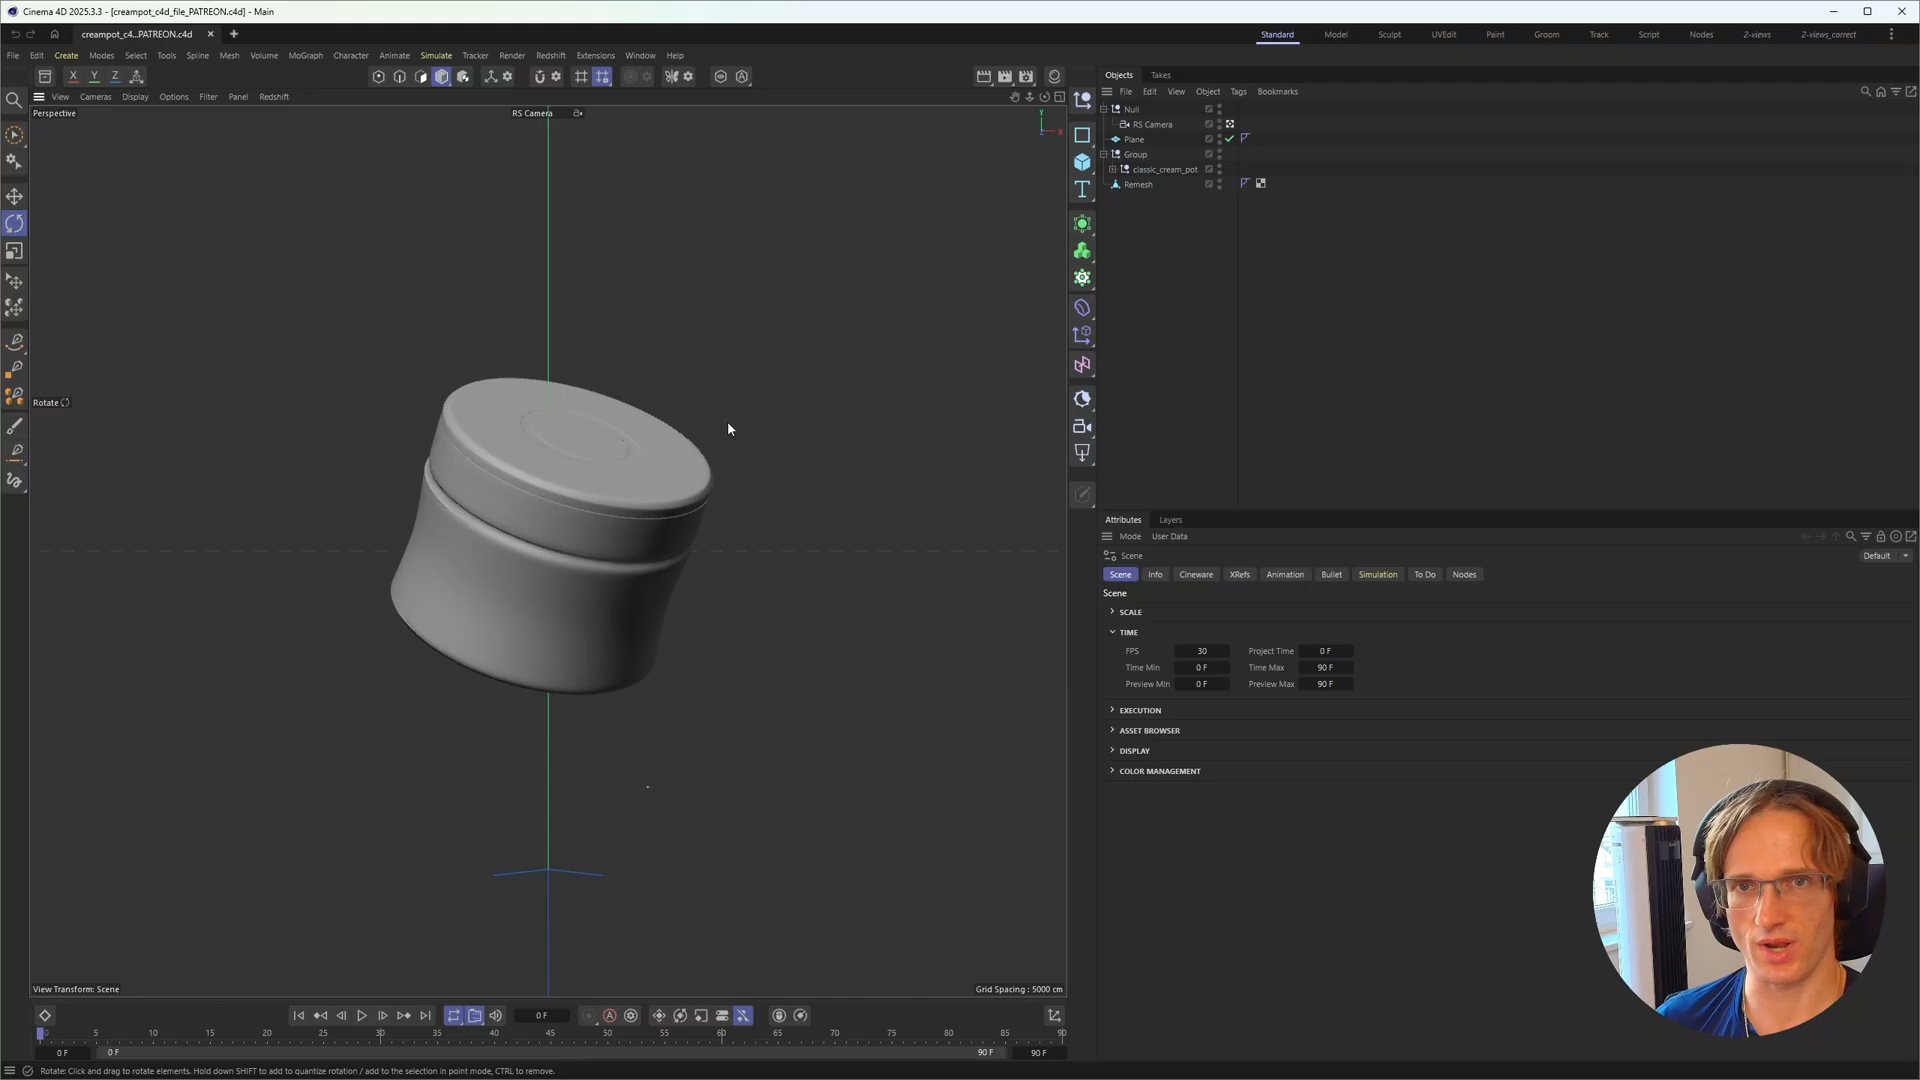 Cinema 4D 2025.3.3 - [creampot_c4d_file_PATREON.c4d] - Main
creampot_c4...PATREON.c4d
Standard Model Sculpt UVEdit Paint Groom Track Script Nodes 2-views 2-views_correct
File Edit Create Modes Select Tools Spline Mesh Volume MoGraph Character Animate Simulate Tracker Render Redshift Extensions Window Help
X Y Z
View Cameras Display Options Filter Panel Redshift
Perspective
RS Camera
Y
X
Rotate
View Transform: Scene
Grid Spacing : 5000 cm
Objects Takes
File Edit View Object Tags Bookmarks
Null
RS Camera
Plane
Group
classic_cream_pot
Remesh
Attributes Layers
Mode User Data
Scene
Default
Scene Info Cineware XRefs Animation Bullet Simulation To Do Nodes
Scene
SCALE
TIME
FPS 30 Project Time 0 F
Time Min 0 F Time Max 90 F
Preview Min 0 F Preview Max 90 F
EXECUTION
ASSET BROWSER
DISPLAY
COLOR MANAGEMENT
0 F
0 5 10 15 20 25 30 35 40 45 50 55 60 65 70 75 80 85 90
0 F 0 F 90 F 90 F
Rotate: Click and drag to rotate elements. Hold down SHIFT to add to quantize rotation / add to the selection in point mode, CTRL to remove.